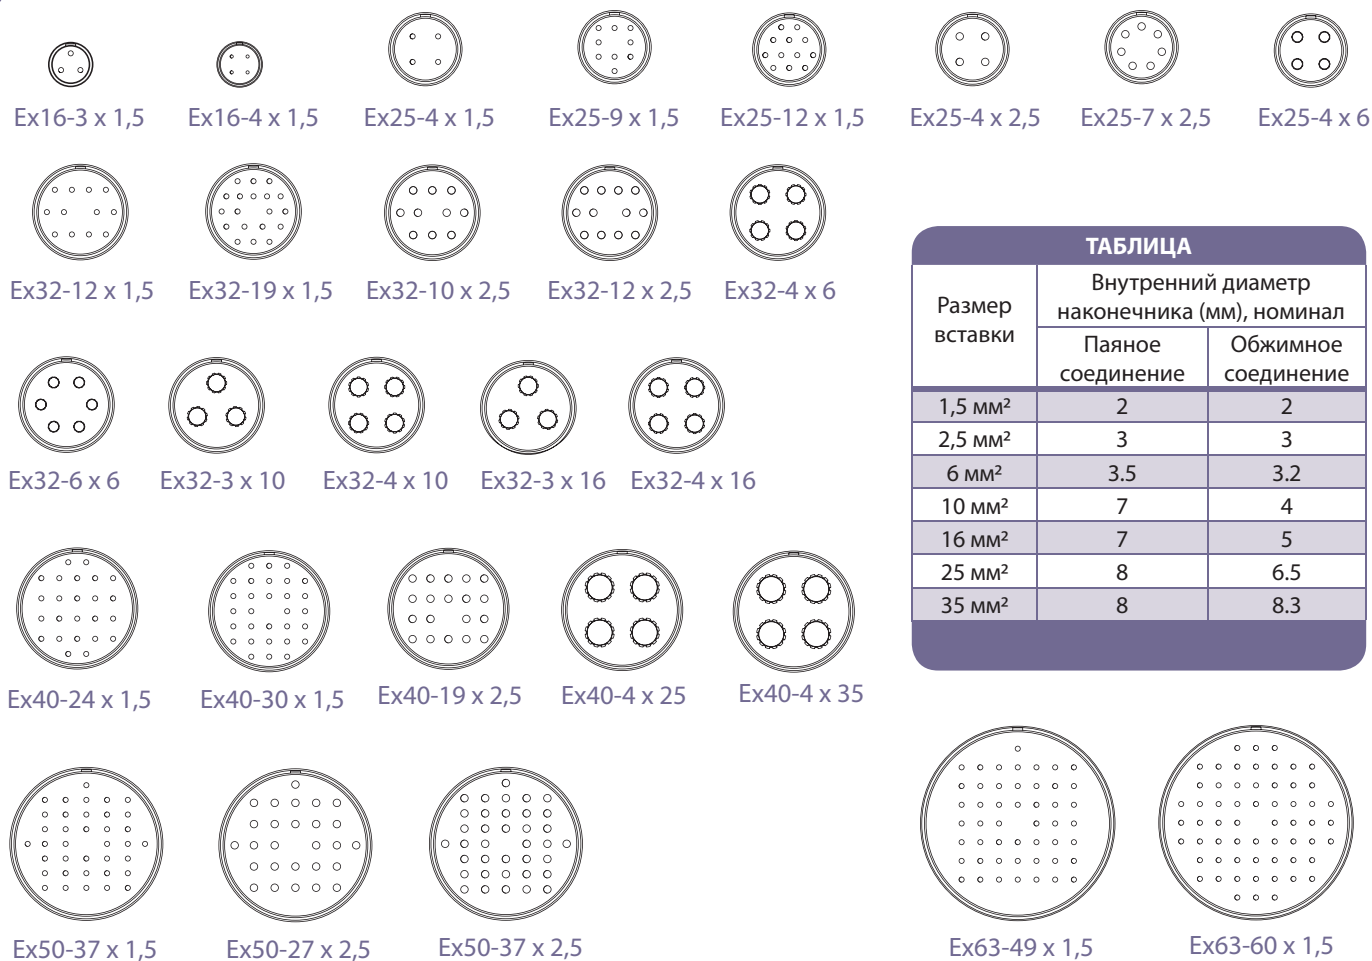 Ex16-3 x 1,5
Ex16-4 x 1,5
Ex25-4 x 1,5
Ex25-9 x 1,5
Ex25-12 x 1,5
Ex25-4 x 2,5
Ex25-7 x 2,5
Ex25-4 x 6
Ex32-12 x 1,5
Ex32-19 x 1,5
Ex32-10 x 2,5
Ex32-12 x 2,5
Ex32-4 x 6
Ex32-6 x 6
Ex32-3 x 10
Ex32-4 x 10
Ex32-3 x 16
Ex32-4 x 16
Ex40-24 x 1,5
Ex40-30 x 1,5
Ex40-19 x 2,5
Ex40-4 x 25
Ex40-4 x 35
Ex50-37 x 1,5
Ex50-27 x 2,5
Ex50-37 x 2,5
Ex63-49 x 1,5
Ex63-60 x 1,5
ТАБЛИЦА
Размер
вставки
Внутренний диаметр
наконечника (мм), номинал
Паяное
соединение
Обжимное
соединение
1,5 мм² 2 2
2,5 мм² 3 3
6 мм² 3.5 3.2
10 мм² 7 4
16 мм² 7 5
25 мм² 8 6.5
35 мм² 8 8.3